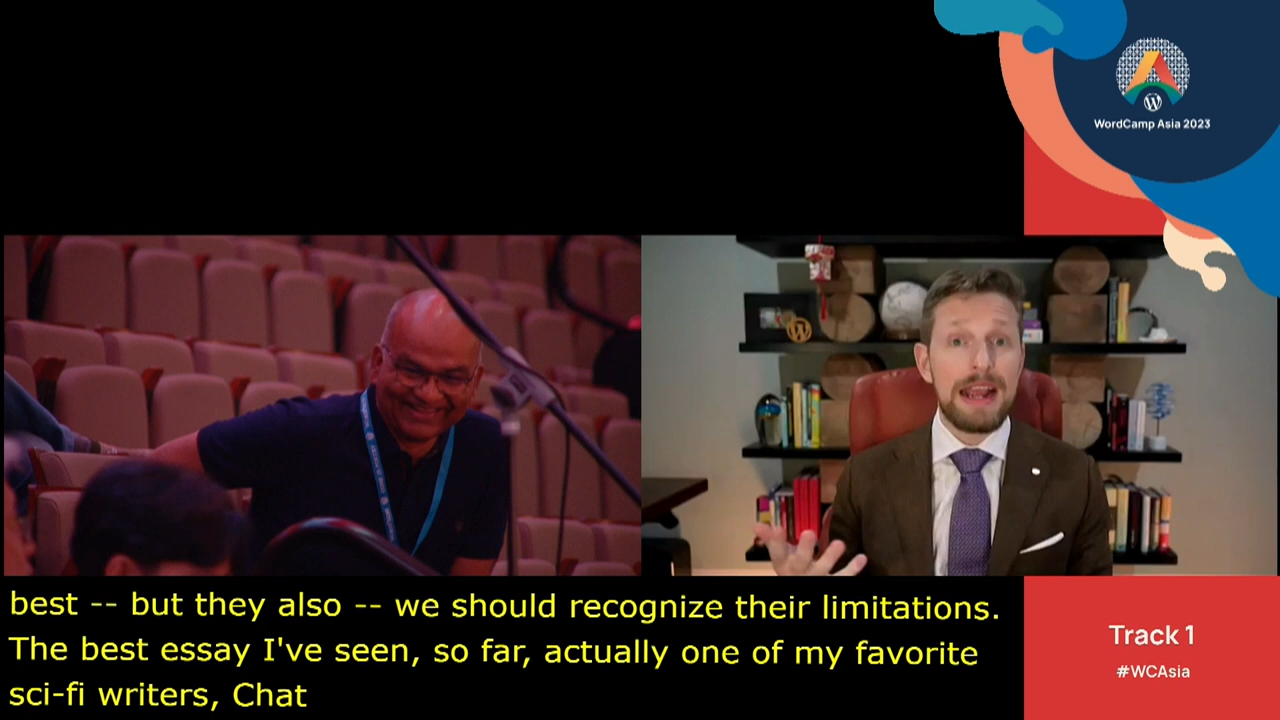 WordCamp Asia 2023
best -- but they also -- we should recognize their limitations.
The best essay I've seen, so far, actually one of my favorite
sci-fi writers, Chat
Track 1
#WCAsia